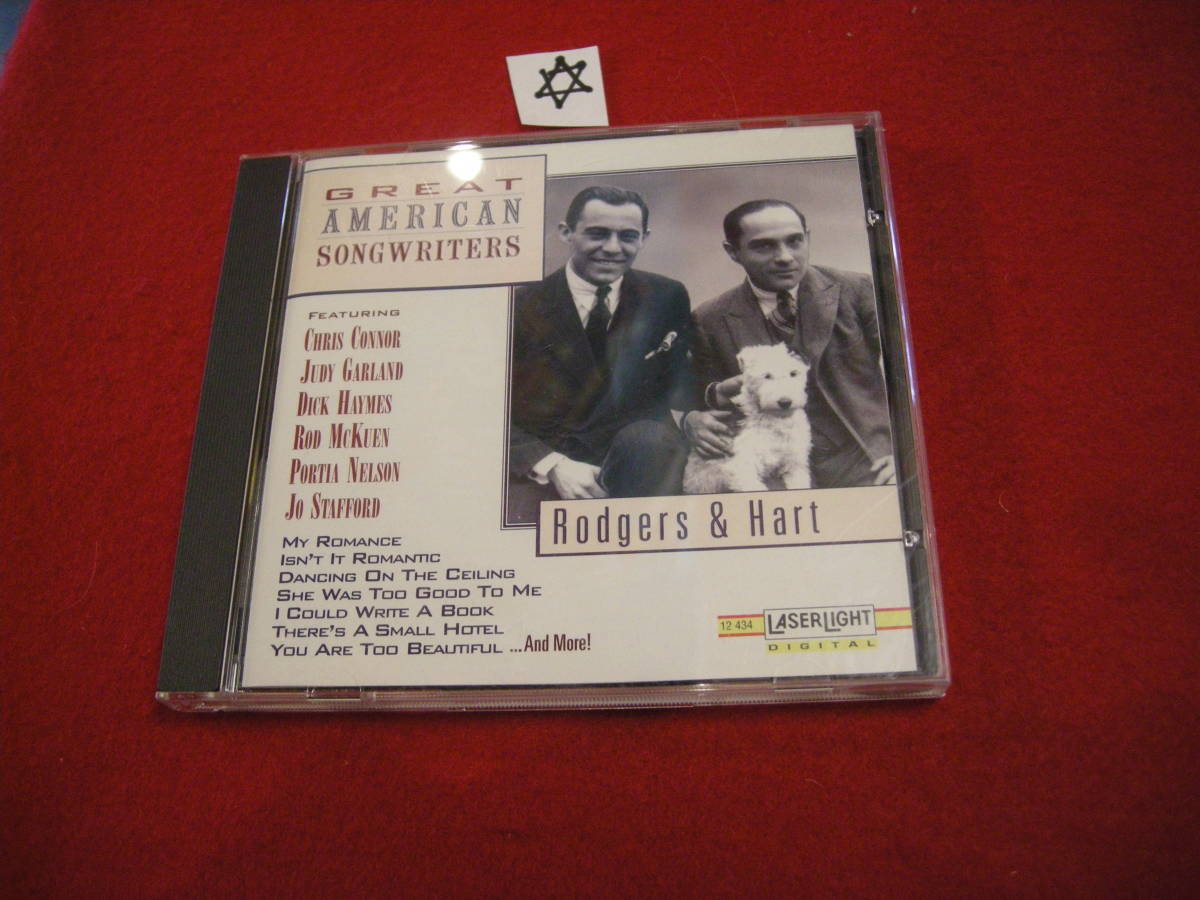 GREAT
AMERICAN
SONGWRITERS
FEATURING
CHRIS CONNOR
JUDY GARLAND
DICK HAYMES
ROD MCKUEN
PORTIA NELSON
JO STAFFORD
Rodgers & Hart
MY ROMANCE
ISN'T IT ROMANTIC
DANCING ON THE CEILING
SHE WAS TOO GOOD TO ME
I COULD WRITE A BOOK
THERE'S A SMALL HOTEL
YOU ARE TOO BEAUTIFUL ...And More!
12 434 LASERLIGHT
DIGITAL